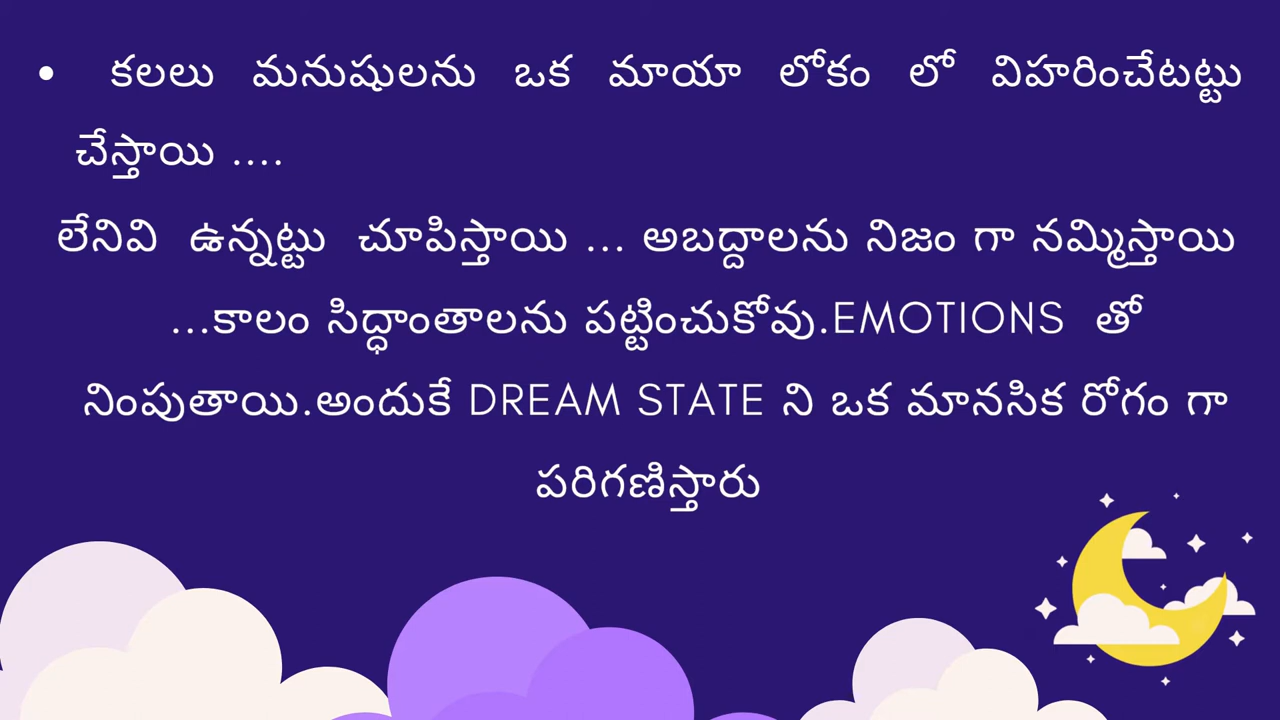 • కలలు మనుషులను ఒక మాయా లోకం లో విహరించేటట్టు
చేస్తాయి ....
లేనివి ఉన్నట్టు చూపిస్తాయి ... అబద్దాలను నిజం గా నమ్మిస్తాయి
...కాలం సిద్ధాంతాలను పట్టించుకోవు.EMOTIONS తో
నింపుతాయి.అందుకే DREAM STATE ని ఒక మానసిక రోగం గా
పరిగణిస్తారు